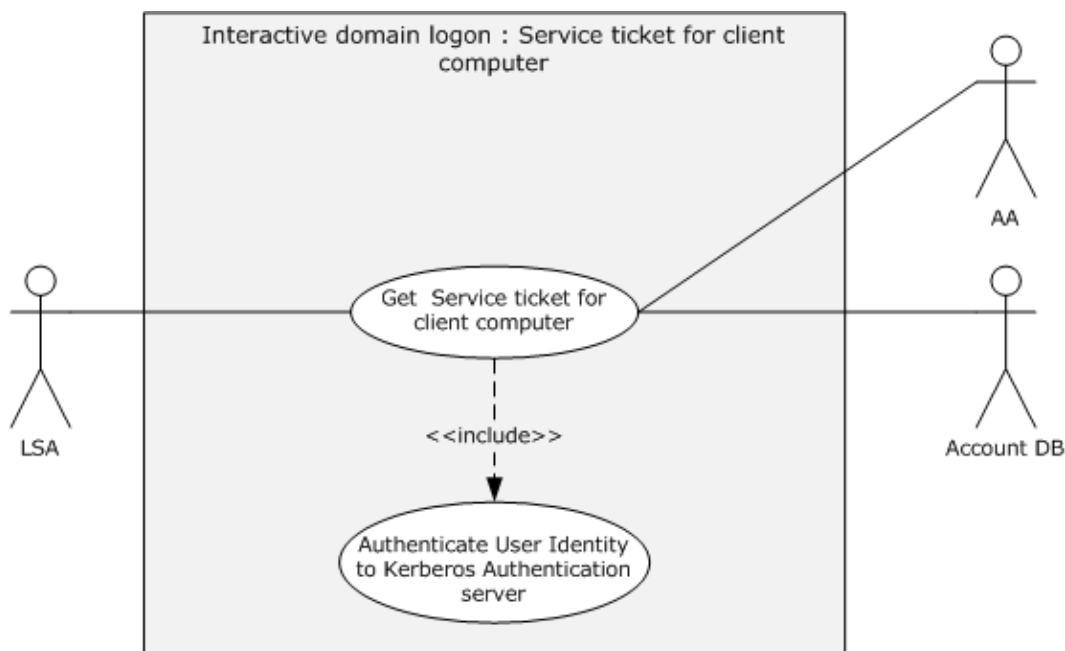 Interactive domain logon : Service ticket for client
computer
AA
Get  Service ticket for
client computer
LSA
<<include>>
Account DB
Authenticate User Identity
to Kerberos Authentication
server